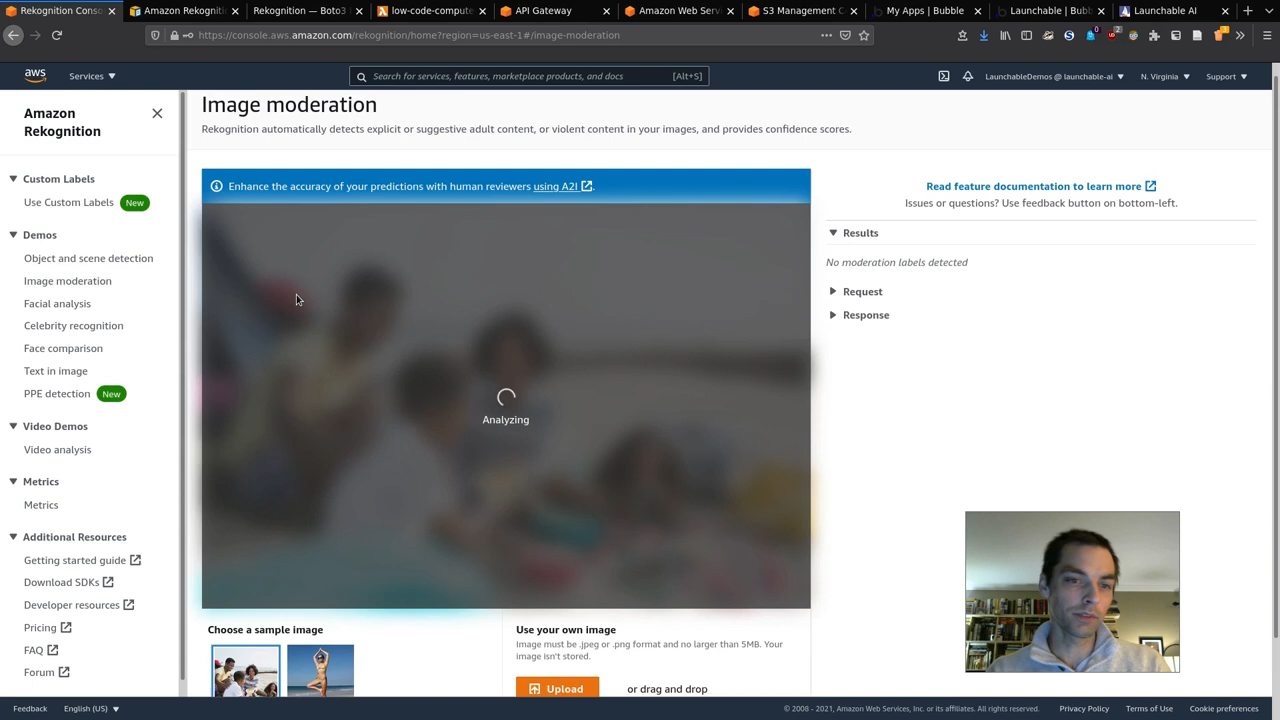 Rekognition Cons
Amazon Rekogniti
Rekognition — Boto3
low-code-compute
API Gateway
Amazon Web Servi
S3 Management C
My Apps | Bubble
Launchable | Bubb
Launchable AI
https://console.aws.amazon.com/rekognition/home?region=us-east-1#/image-moderation
aws
Services
Search for services, features, marketplace products, and docs
[Alt+S]
LaunchableDemos @ launchable-ai
N. Virginia
Support
Amazon
Rekognition
Custom Labels
Use Custom Labels New
Demos
Object and scene detection
Image moderation
Facial analysis
Celebrity recognition
Face comparison
Text in image
PPE detection New
Video Demos
Video analysis
Metrics
Metrics
Additional Resources
Getting started guide
Download SDKs
Developer resources
Pricing
FAQ
Forum
Image moderation
Rekognition automatically detects explicit or suggestive adult content, or violent content in your images, and provides confidence scores.
Enhance the accuracy of your predictions with human reviewers using A2I.
Analyzing
Choose a sample image
Use your own image
Image must be .jpeg or .png format and no larger than 5MB. Your
image isn't stored.
Upload or drag and drop
Read feature documentation to learn more
Issues or questions? Use feedback button on bottom-left.
Results
No moderation labels detected
Request
Response
Feedback
English (US)
© 2008 - 2021, Amazon Web Services, Inc. or its affiliates. All rights reserved.
Privacy Policy
Terms of Use
Cookie preferences